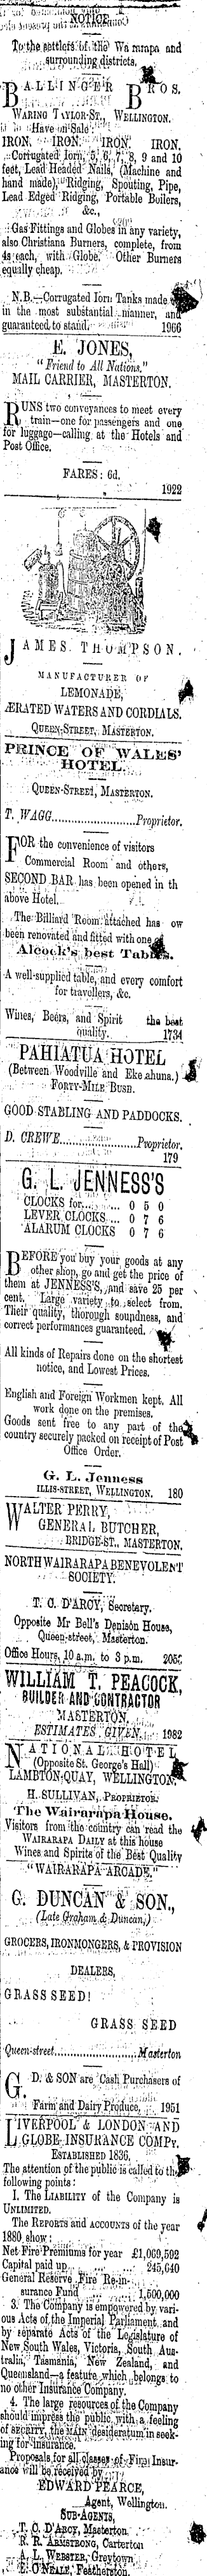 NOTICE.
To the settlers of the Wairarapa and
surrounding districts.
BALLINGER BROS.
WARING TAYLOR-ST., WELLINGTON.
Have on Sale:
IRON. IRON. IRON. IRON.
Corrugated Iorn, 5, 6, 7, 8, 9 and 10
feet, Lead Headed Nails, (Machine and
hand made), Ridging, Spouting, Pipe,
Lead Edged Ridging, Portable Boilers,
&c.,
Gas Fittings and Globes in any variety,
also Christiana Burners, complete, from
4s each, with Globe. Other Burners
equally cheap.
N.B.—Corrugated Iorn Tanks made
in the most substantial manner, and
guaranteed to stand. 1966
E. JONES,
"Friend to All Nations."
MAIL CARRIER, MASTERTON.
RUNS two conveyances to meet every
train—one for passengers and one
for luggage—calling at the Hotels and
Post Office.
FARES: 6d.
1922
JAMES THOMPSON.
MANUFACTURER OF
LEMONADE,
ÆRATED WATERS AND CORDIALS.
QUEEN-STREET, MASTERTON.
PRINCE OF WALES'
HOTEL.
QUEEN-STREET, MASTERTON.
T. WAGG......................Proprietor.
FOR the convenience of visitors
Commercial Room and others,
SECOND BAR has been opened in th
above Hotel,
The Billiard Room attached has ow
been renovated and fitted with one
Alcock's best Tables.
A well-supplied table, and every comfort
for travellers, &c.
Wines, Beers, and Spirit the best
quality. 1734
PAHIATUA HOTEL
(Between Woodville and Eketahuna.)
FORTY-MILE BUSH.
GOOD STABLING AND PADDOCKS.
D. CREWE......................Proprietor.
179
G. L. JENNESS'S
CLOCKS for...... ... 0 5 0
LEVER CLOCKS ... 0 7 6
ALARUM CLOCKS 0 7 6
BEFORE you buy your goods at any
other shop, go and get the price of
them at JENNESS'S, and save 25 per
cent. Large variety to select from.
Their quality, thorough soundness, and
correct performances guaranteed.
All kinds of Repairs done on the shortest
notice, and Lowest Prices.
English and Foreign Workmen kept. All
work done on the premises.
Goods sent free to any part of the
country securely packed on receipt of Post
Office Order.
G. L. Jenness
ILLIS-STREET, WELLINGTON. 180
WALTER PERRY,
GENERAL BUTCHER,
BRIDGE-ST., MASTERTON.
NORTH WAIRARAPA BENEVOLENT
SOCIETY.
T. C. D'ARCY, Secretary.
Opposite Mr Bell's Denison House,
Queen-street, Masterton.
Office Hours, 10 a.m. to 3 p.m.
WILLIAM T. PEACOCK,
BUILDER AND CONTRACTOR
MASTERTON.
ESTIMATES GIVEN. 1982
NATIONAL HOTEL
(Opposite St. George's Hall)
LAMBTON-QUAY WELLINGTON.
H. SULLIVAN, PROPRIETOR.
The Wairarapa House.
Visitors from the country can read the
WAIRARAPA DAILY at this house
Wines and Spirits of the Best Quality
"WAIRARAPA ARCADE."
G. DUNCAN & SON.,
(Late Graham & Duncan,)
GROCERS, IRONMONGERS, & PROVISION
DEALERS,
GRASS SEED!
GRASS SEED
Queen-street......................Masterton
G. D. & SON are Cash Purchasers of
Farm and Dairy Produce. 1951
LIVERPOOL & LONDON AND
GLOBE INSURANCE COMPY.
ESTABLISHED 1836,
The attention of the public is called to the
following points:
1. The LIABILITY of the Company is
UNLIMITED.
The REPORTS and ACCOUNTS of the year
1880 show:
Net Fire Premiums for year £1,009,592
Capital paid up ... 245,640
General Reserve Fire Re-in-
surance Fund ... 1,500,000
3. The Company is empowered by vari-
ous Acts of the Imperial Parliament and
by separate Acts of the Legislature of
New South Wales, Victoria, South Aus-
tralia, Tasmania, New Zealand, and
Queensland—a feature which belongs to
no other Insurance Company.
4. The large resources of the Company
should impress the public with a feeling
of security, the MAIN desideratum in seek-
ing for insurance.
Proposals for all classes of Fire Insur-
ance will be received by
EDWARD PEARCE,
Agent, Wellington.
SUB-AGENTS,
T. C. D'ARCY, Masterton.
R. R. ARMSTRONG, Carterton
A. L. WEBSTER, Greytown
E. O'NEALE, Featherston.